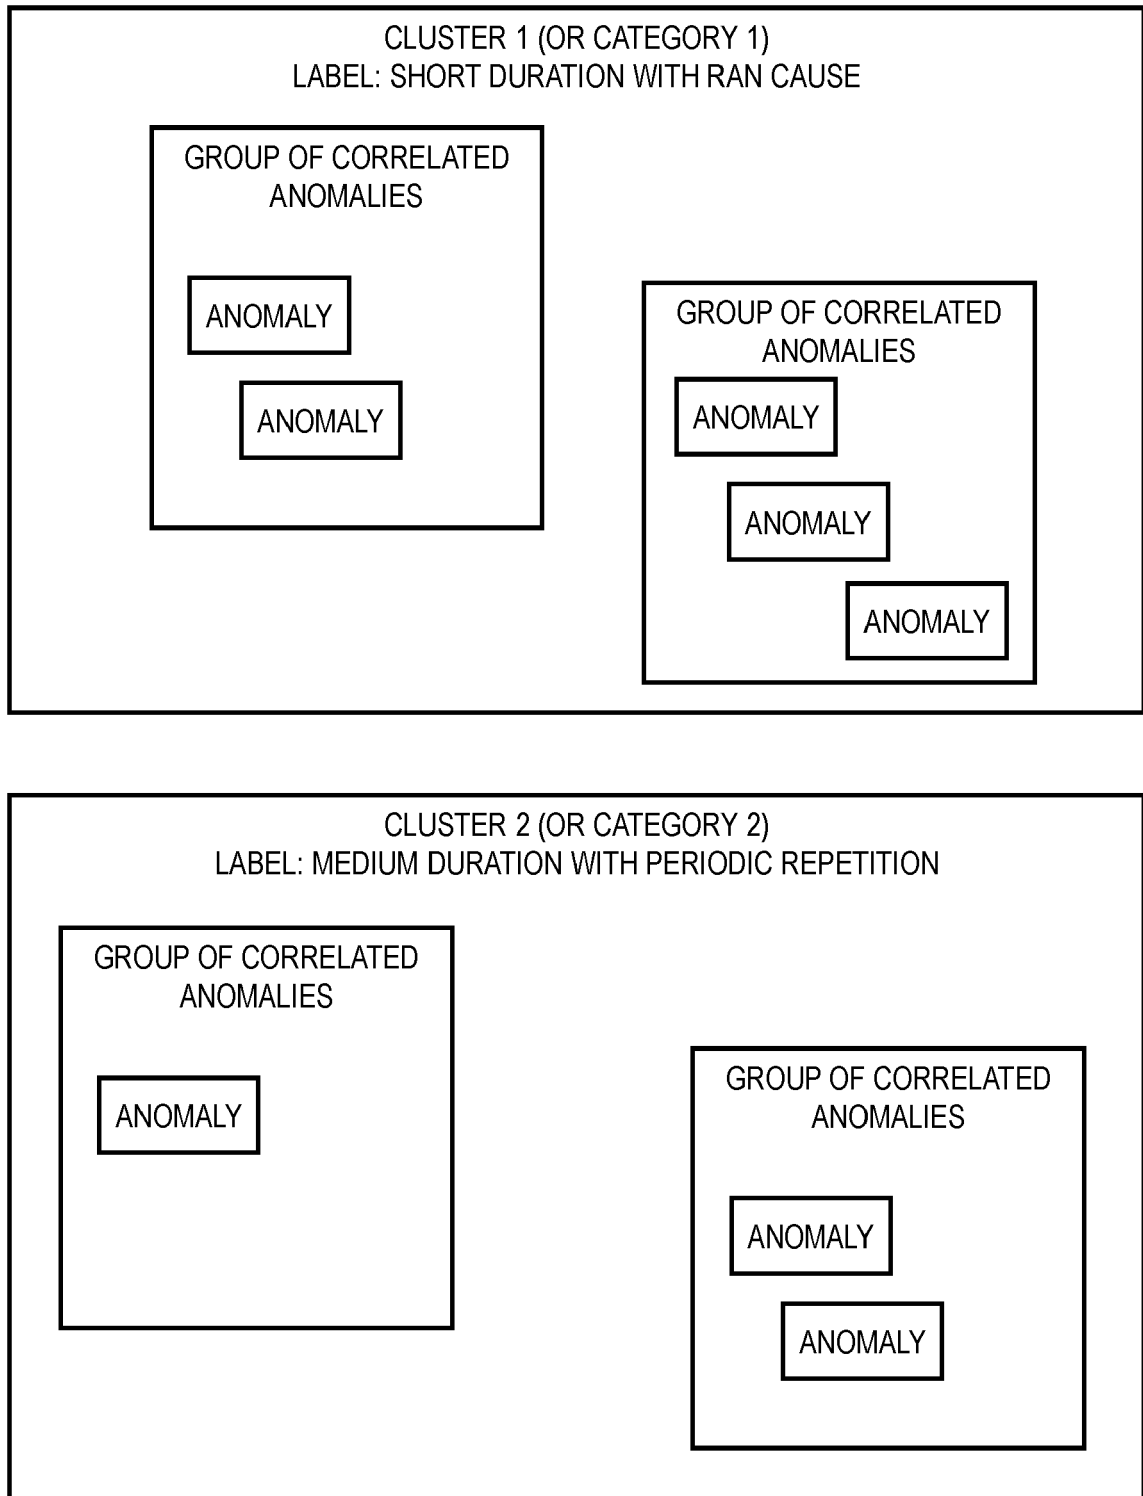 CLUSTER 1 (OR CATEGORY 1)
LABEL: SHORT DURATION WITH RAN CAUSE
GROUP OF CORRELATED
ANOMALIES
ANOMALY
ANOMALY
GROUP OF CORRELATED
ANOMALIES
ANOMALY
ANOMALY
ANOMALY
CLUSTER 2 (OR CATEGORY 2)
LABEL: MEDIUM DURATION WITH PERIODIC REPETITION
GROUP OF CORRELATED
ANOMALIES
ANOMALY
GROUP OF CORRELATED
ANOMALIES
ANOMALY
ANOMALY